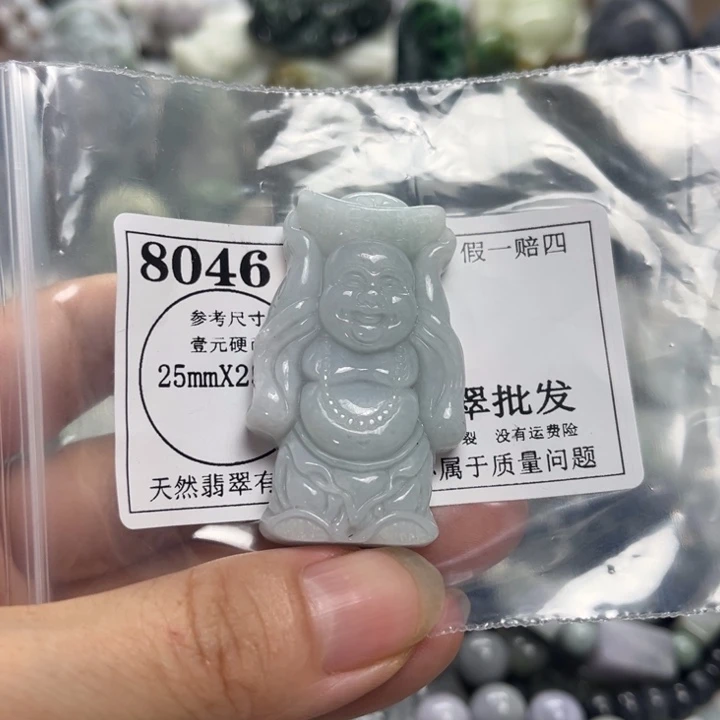 8046
假一赔四
参考尺寸
壹元硬
25mmX2
翠批发
裂 没有运费险
天然翡翠有
属于质量问题